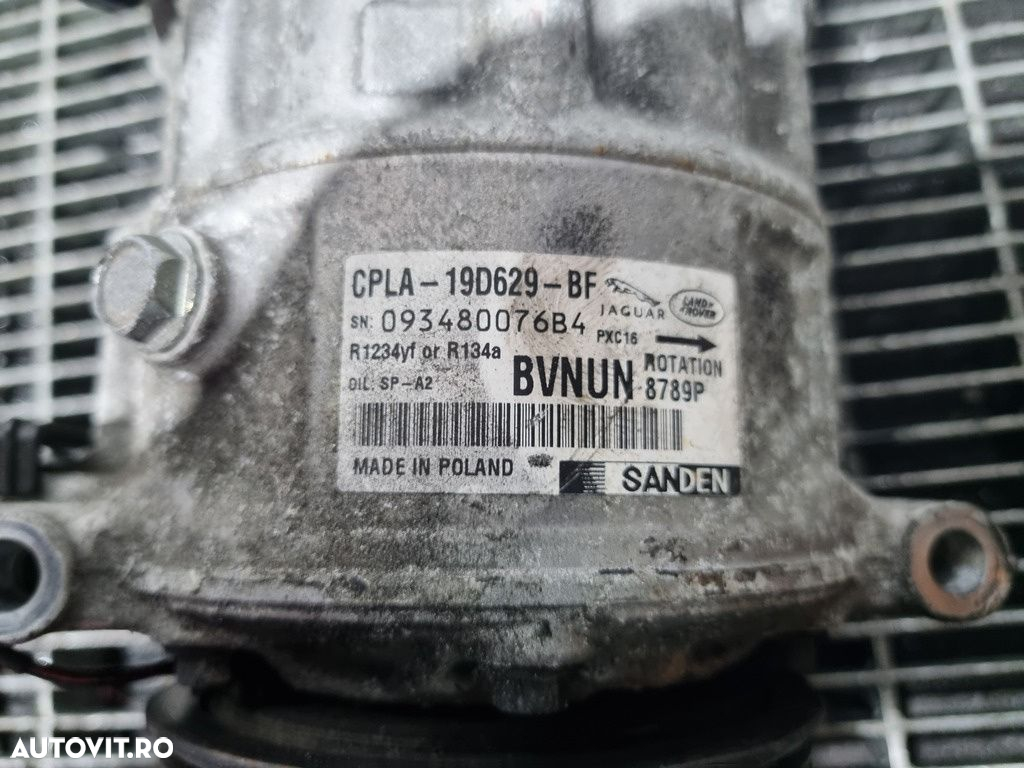 CPLA-19D629-BF
JAGUAR
LAND ROVER
SN: 093480076B4
PXC16
R1234yf or R134a
BVNUN
ROTATION
OIL: SP-A2
8789P
MADE IN POLAND
SANDEN
AUTOVIT.RO